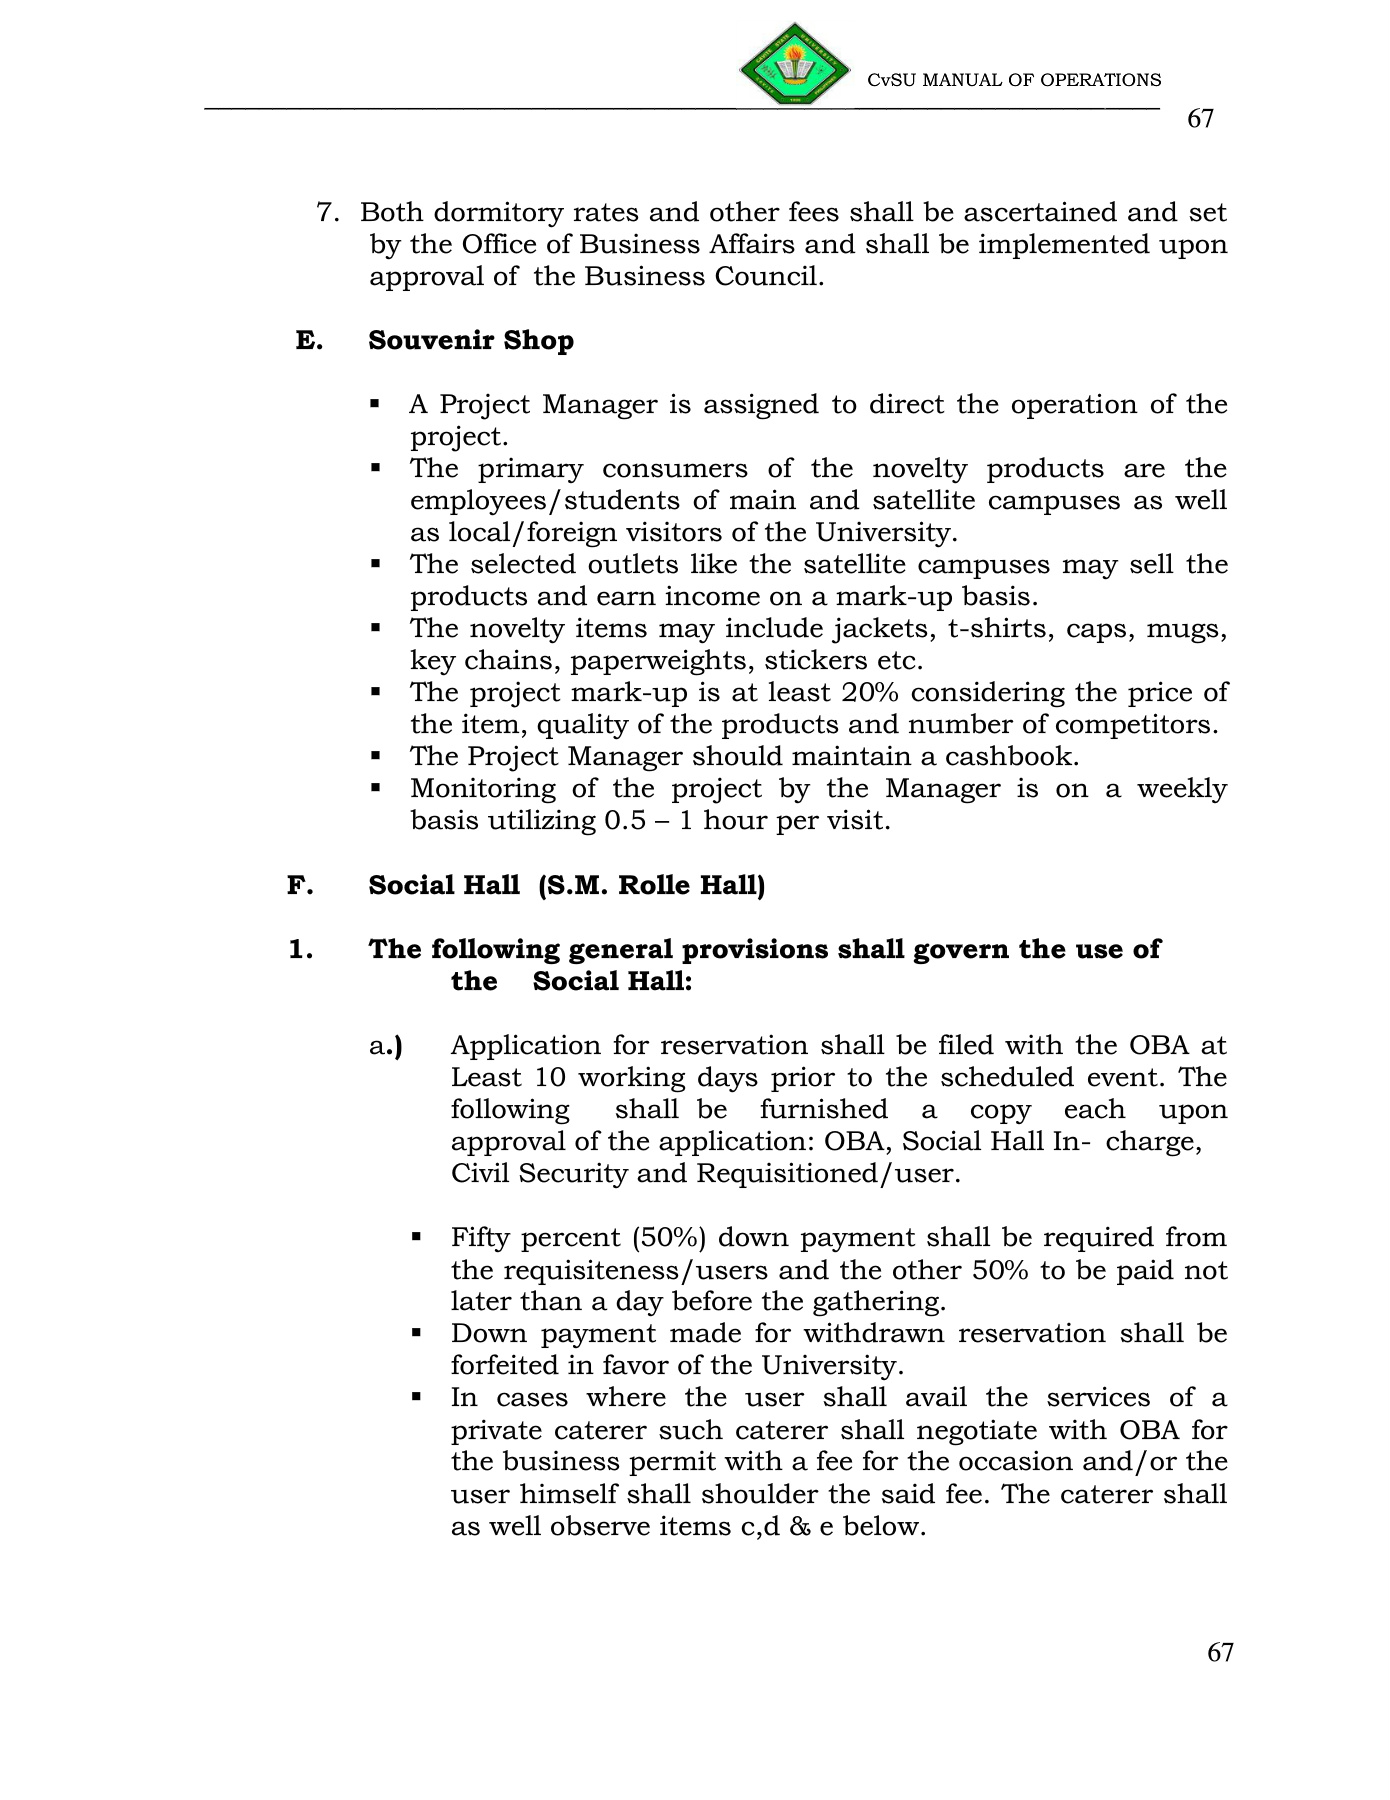 CvSU MANUAL OF OPERATIONS
67
7. Both dormitory rates and other fees shall be ascertained and set
by the Office of Business Affairs and shall be implemented upon
approval of the Business Council.
E. Souvenir Shop
▪ A Project Manager is assigned to direct the operation of the
project.
▪ The primary consumers of the novelty products are the
employees/students of main and satellite campuses as well
as local/foreign visitors of the University.
▪ The selected outlets like the satellite campuses may sell the
products and earn income on a mark-up basis.
▪ The novelty items may include jackets, t-shirts, caps, mugs,
key chains, paperweights, stickers etc.
▪ The project mark-up is at least 20% considering the price of
the item, quality of the products and number of competitors.
▪ The Project Manager should maintain a cashbook.
▪ Monitoring of the project by the Manager is on a weekly
basis utilizing 0.5 – 1 hour per visit.
F. Social Hall (S.M. Rolle Hall)
1. The following general provisions shall govern the use of
the Social Hall:
a.) Application for reservation shall be filed with the OBA at
Least 10 working days prior to the scheduled event. The
following shall be furnished a copy each upon
approval of the application: OBA, Social Hall In- charge,
Civil Security and Requisitioned/user.
▪ Fifty percent (50%) down payment shall be required from
the requisiteness/users and the other 50% to be paid not
later than a day before the gathering.
▪ Down payment made for withdrawn reservation shall be
forfeited in favor of the University.
▪ In cases where the user shall avail the services of a
private caterer such caterer shall negotiate with OBA for
the business permit with a fee for the occasion and/or the
user himself shall shoulder the said fee. The caterer shall
as well observe items c,d & e below.
67